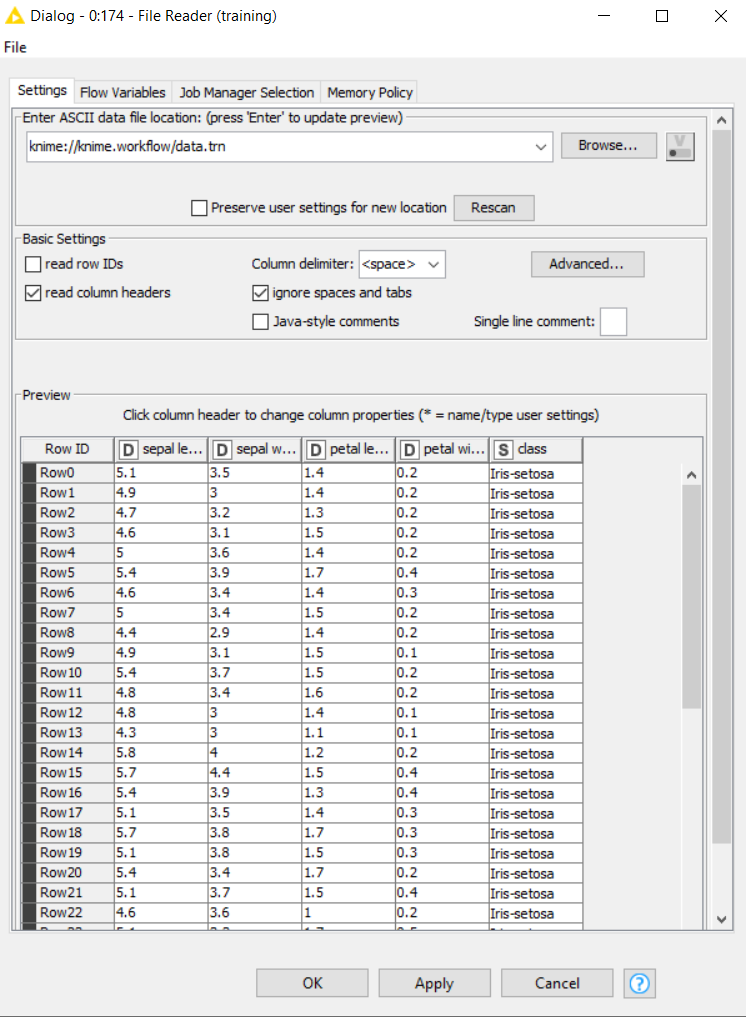 Dialog - 0:174 - File Reader (training)
File
Settings Flow Variables Job Manager Selection Memory Policy
Enter ASCII data file location: (press 'Enter' to update preview)
knime://knime.workflow/data.trn Browse... V
Preserve user settings for new location Rescan
Basic Settings
read row IDs Column delimiter: <space> Advanced...
read column headers ignore spaces and tabs
Java-style comments Single line comment:
Preview
Click column header to change column properties (* = name/type user settings)
Row ID D sepal le... D sepal w... D petal le... D petal wi... S class
Row0 5.1 3.5 1.4 0.2 Iris-setosa
Row1 4.9 3 1.4 0.2 Iris-setosa
Row2 4.7 3.2 1.3 0.2 Iris-setosa
Row3 4.6 3.1 1.5 0.2 Iris-setosa
Row4 5 3.6 1.4 0.2 Iris-setosa
Row5 5.4 3.9 1.7 0.4 Iris-setosa
Row6 4.6 3.4 1.4 0.3 Iris-setosa
Row7 5 3.4 1.5 0.2 Iris-setosa
Row8 4.4 2.9 1.4 0.2 Iris-setosa
Row9 4.9 3.1 1.5 0.1 Iris-setosa
Row10 5.4 3.7 1.5 0.2 Iris-setosa
Row11 4.8 3.4 1.6 0.2 Iris-setosa
Row12 4.8 3 1.4 0.1 Iris-setosa
Row13 4.3 3 1.1 0.1 Iris-setosa
Row14 5.8 4 1.2 0.2 Iris-setosa
Row15 5.7 4.4 1.5 0.4 Iris-setosa
Row16 5.4 3.9 1.3 0.4 Iris-setosa
Row17 5.1 3.5 1.4 0.3 Iris-setosa
Row18 5.7 3.8 1.7 0.3 Iris-setosa
Row19 5.1 3.8 1.5 0.3 Iris-setosa
Row20 5.4 3.4 1.7 0.2 Iris-setosa
Row21 5.1 3.7 1.5 0.4 Iris-setosa
Row22 4.6 3.6 1 0.2 Iris-setosa
OK Apply Cancel ?